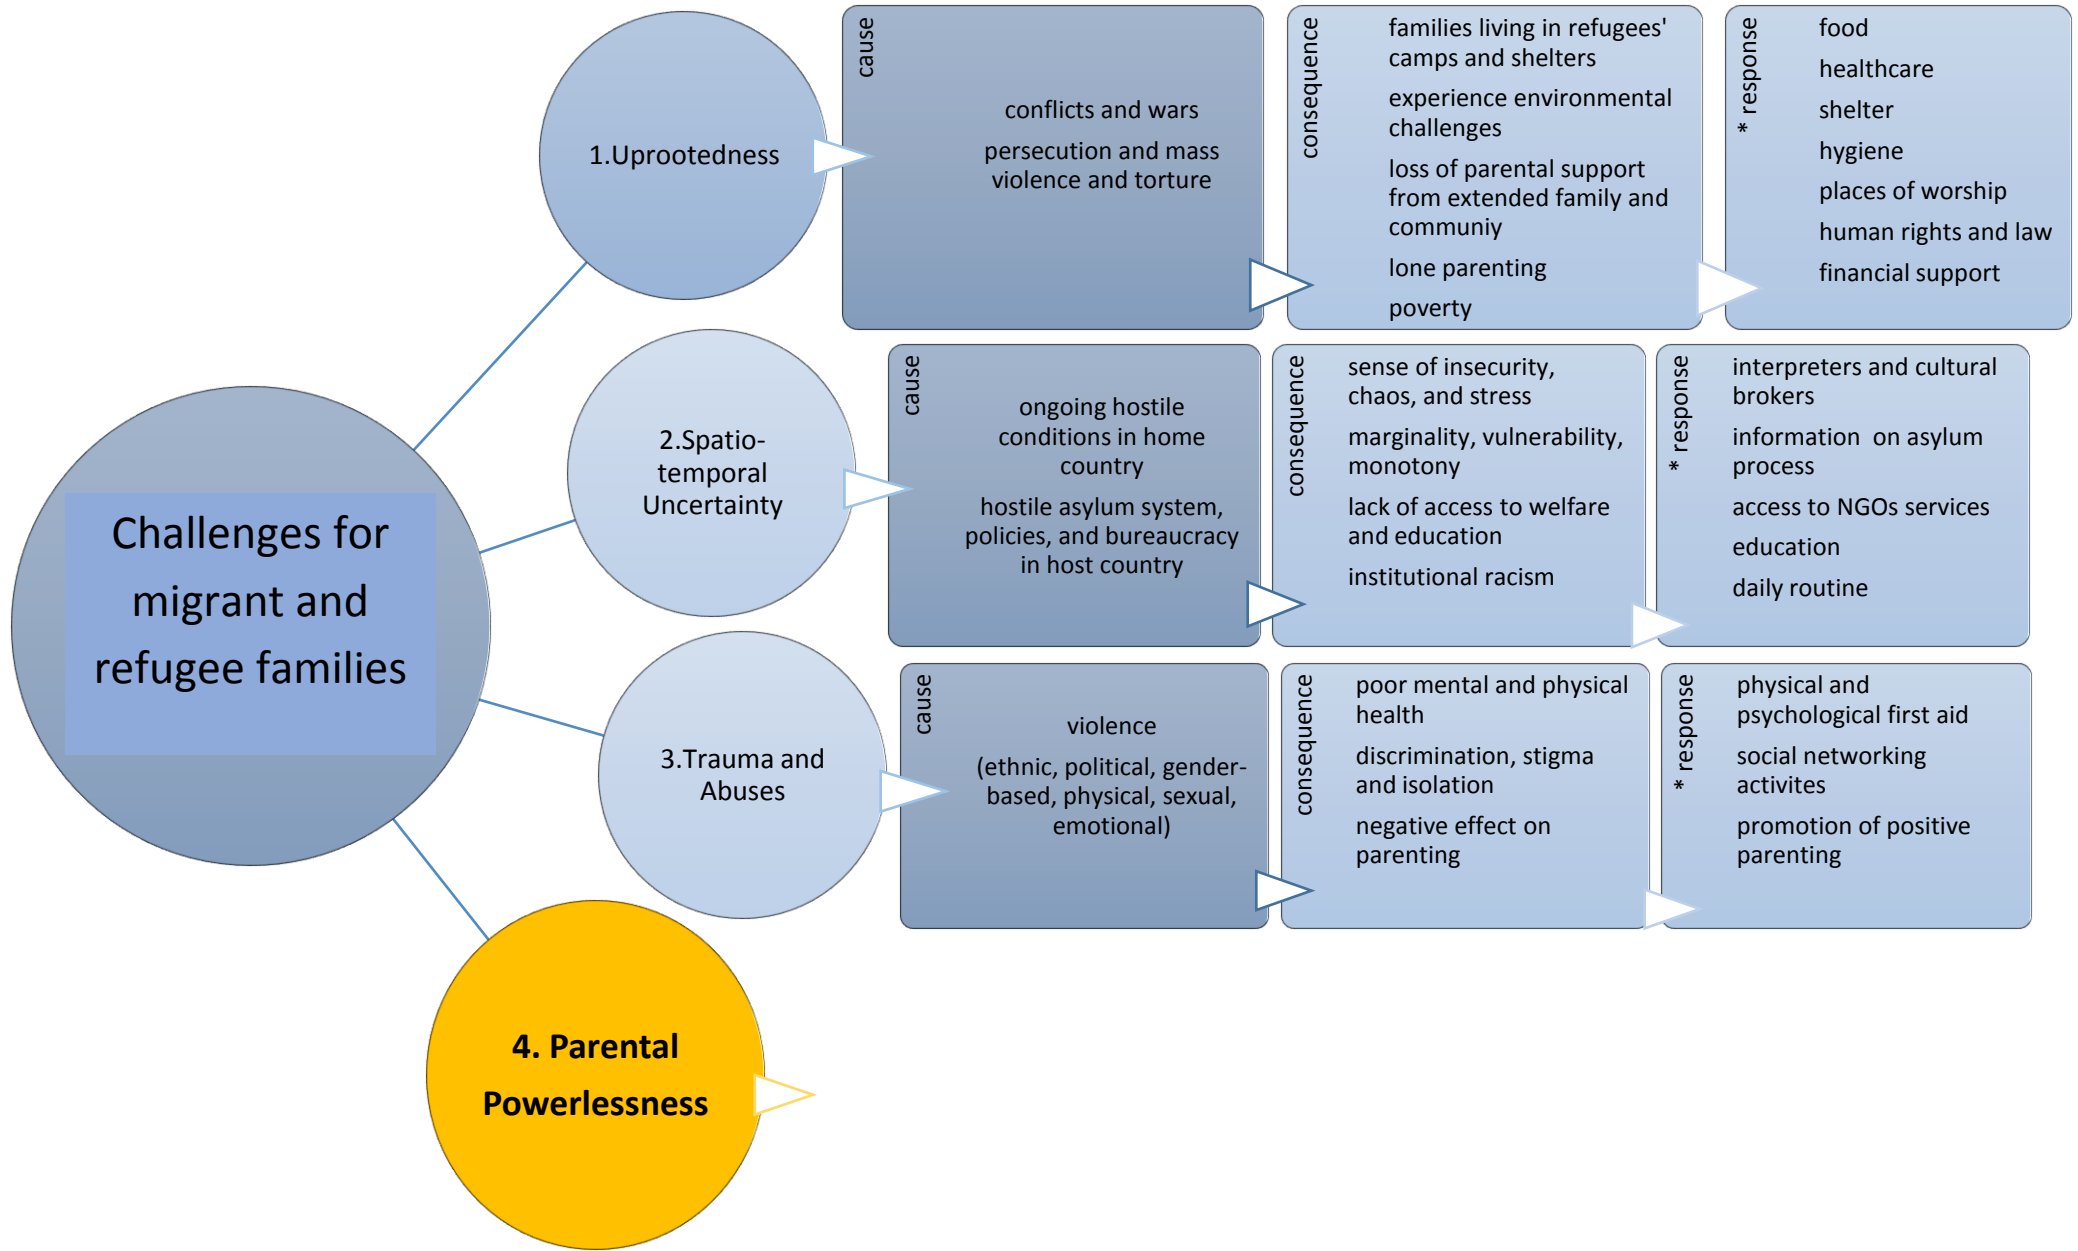 Challenges for
migrant and
refugee families
1.Uprootedness
cause
conflicts and wars
persecution and mass
violence and torture
consequence
families living in refugees'
camps and shelters
experience environmental
challenges
loss of parental support
from extended family and
communiy
lone parenting
poverty
* response
food
healthcare
shelter
hygiene
places of worship
human rights and law
financial support
2.Spatio-
temporal
Uncertainty
cause
ongoing hostile
conditions in home
country
hostile asylum system,
policies, and bureaucracy
in host country
consequence
sense of insecurity,
chaos, and stress
marginality, vulnerability,
monotony
lack of access to welfare
and education
institutional racism
* response
interpreters and cultural
brokers
information  on asylum
process
access to NGOs services
education
daily routine
3.Trauma and
Abuses
cause
violence
(ethnic, political, gender-
based, physical, sexual,
emotional)
consequence
poor mental and physical
health
discrimination, stigma
and isolation
negative effect on
parenting
* response
physical and
psychological first aid
social networking
activites
promotion of positive
parenting
4. Parental
Powerlessness